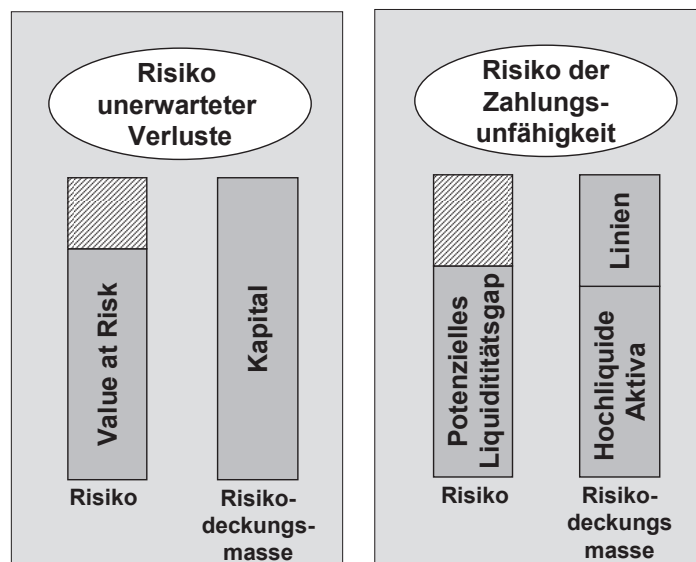 Risiko
unerwarteter
Verluste
Value at Risk
Kapital
Risiko
Risiko-
deckungs-
masse
Risiko der
Zahlungs-
unfähigkeit
Potenzielles
Liquidititätsgap
Linien
Hochliquide
Aktiva
Risiko
Risiko-
deckungs
masse